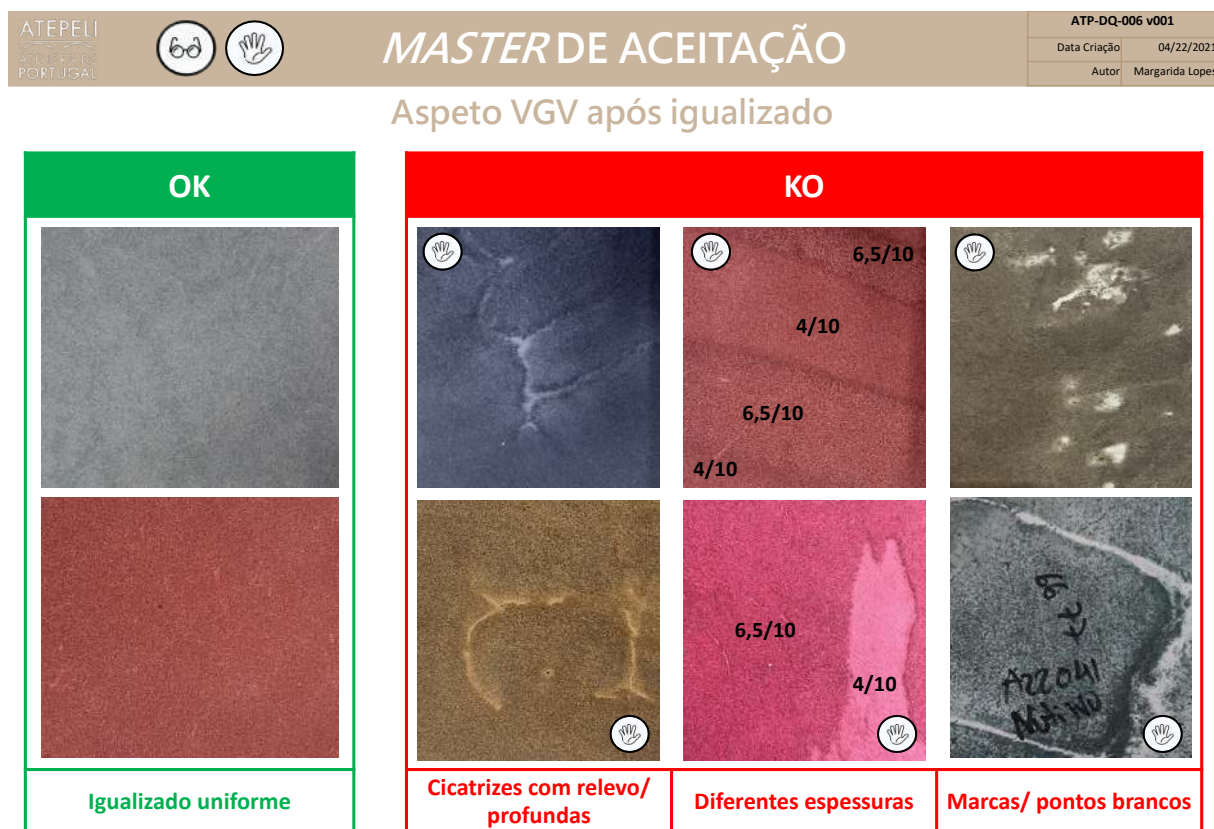 ATEPELI
ATELIERS DE
PORTUGAL
MASTER DE ACEITAÇÃO
ATP-DQ-006 v001
Data Criação 04/22/2021
Autor Margarida Lopes
Aspeto VGV após igualizado
OK
KO
6,5/10
4/10
6,5/10
4/10
6,5/10
4/10
A22041
Igualizado uniforme
Cicatrizes com relevo/
profundas
Diferentes espessuras
Marcas/ pontos brancos